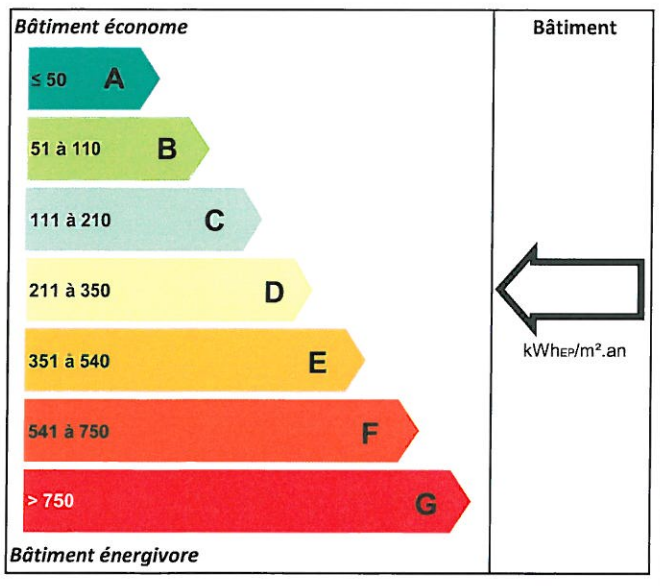 Bâtiment économe
Bâtiment
≤ 50 A
51 à 110 B
111 à 210 C
211 à 350 D
351 à 540 E
541 à 750 F
> 750 G
kWhEP/m².an
Bâtiment énergivore